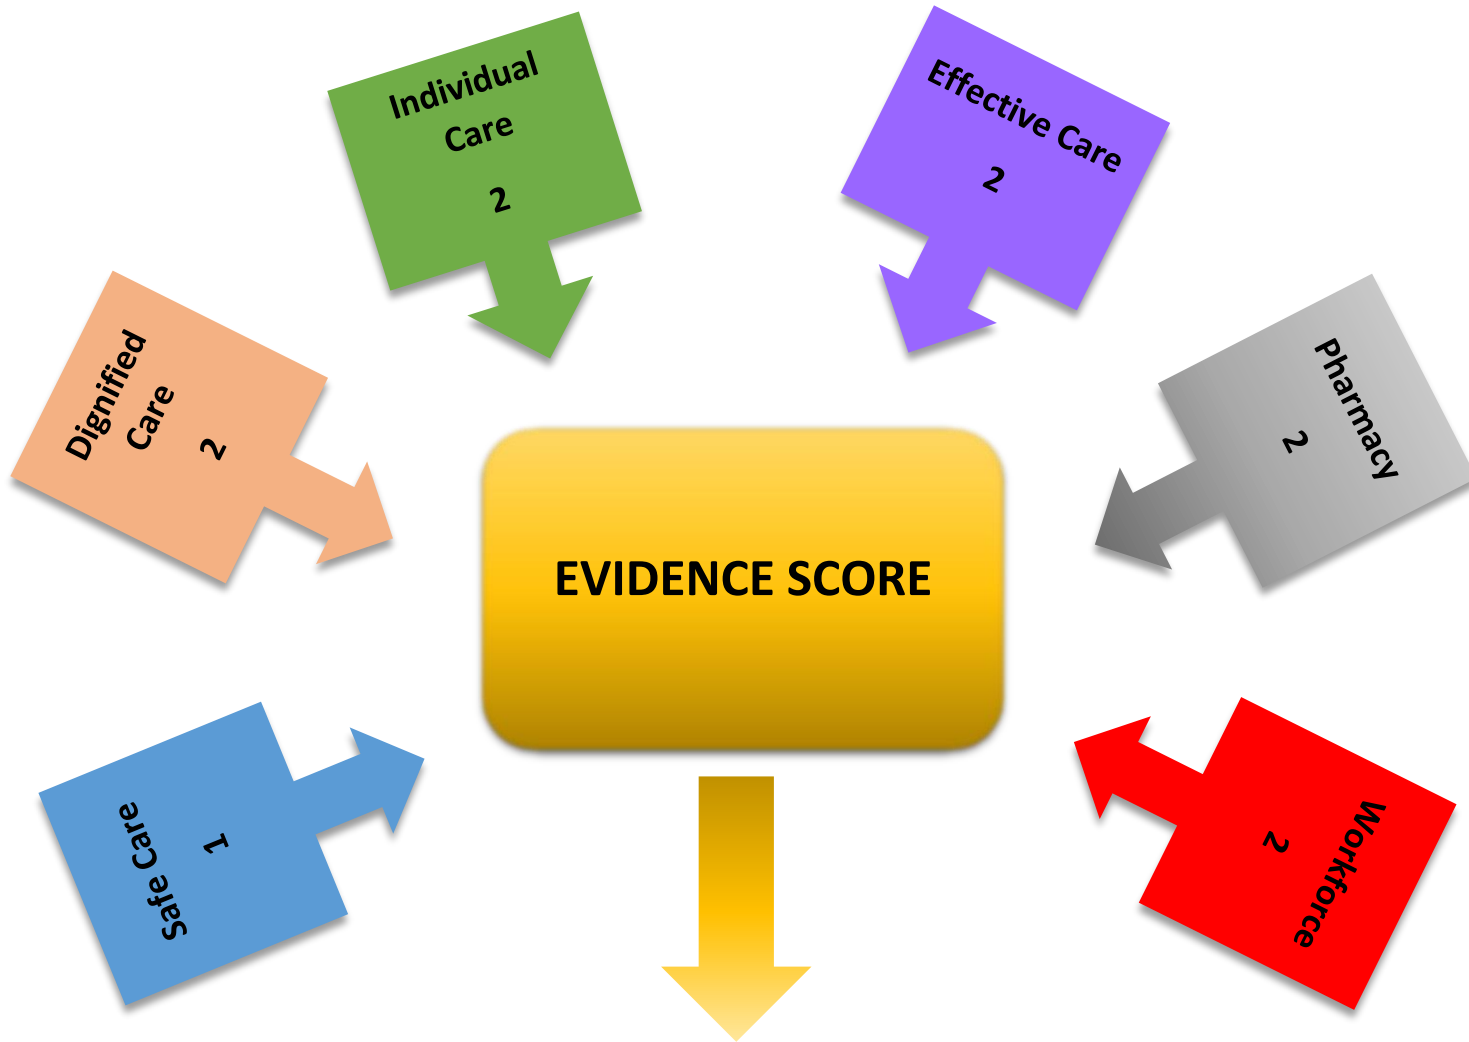 Individual
Care
2
Effective Care
2
Dignified
Care
2
Pharmacy
2
EVIDENCE SCORE
Safe Care
1
Workforce
2